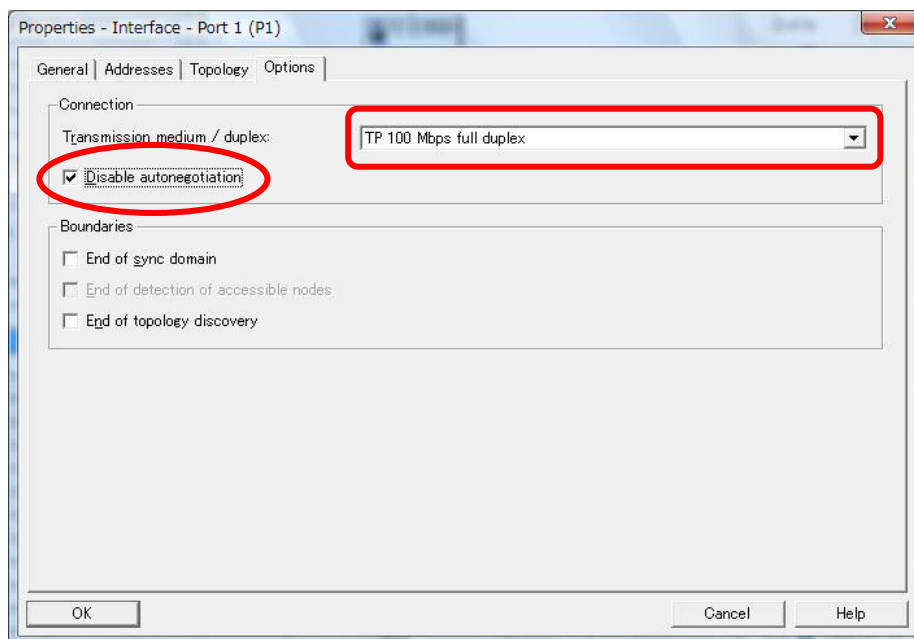 Properties - Interface - Port 1 (P1)
General Addresses Topology Options
Connection
Transmission medium / duplex: TP 100 Mbps full duplex
Disable autonegotiation
Boundaries
End of sync domain
End of detection of accessible nodes
End of topology discovery
OK Cancel Help